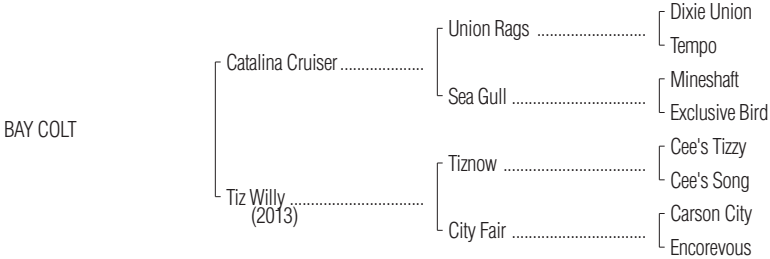 Dixie Union
Union Rags ......................
Tempo
Catalina Cruiser .................
Mineshaft
Sea Gull ...........................
Exclusive Bird
BAY COLT
Cee's Tizzy
Tiznow .............................
Cee's Song
Tiz Willy ...........................
(2013)
Carson City
City Fair ...........................
Encorevous